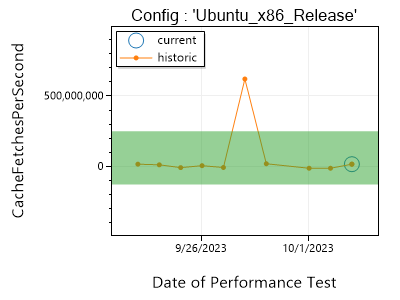 Config : 'Ubuntu_x86_Release'
current
historic
CacheFetchesPerSecond
500,000,000
0
9/26/2023
10/1/2023
Date of Performance Test